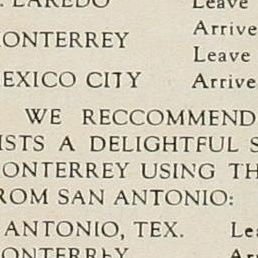 . LAREDO Leave
Arrive
ONTERREY
Leave
EXICO CITY Arrive
WE RECCOMMEND
ISTS A DELIGHTFUL S
ONTERREY USING TH
ROM SAN ANTONIO:
ANTONIO, TEX. Le
ONTERREY Ar